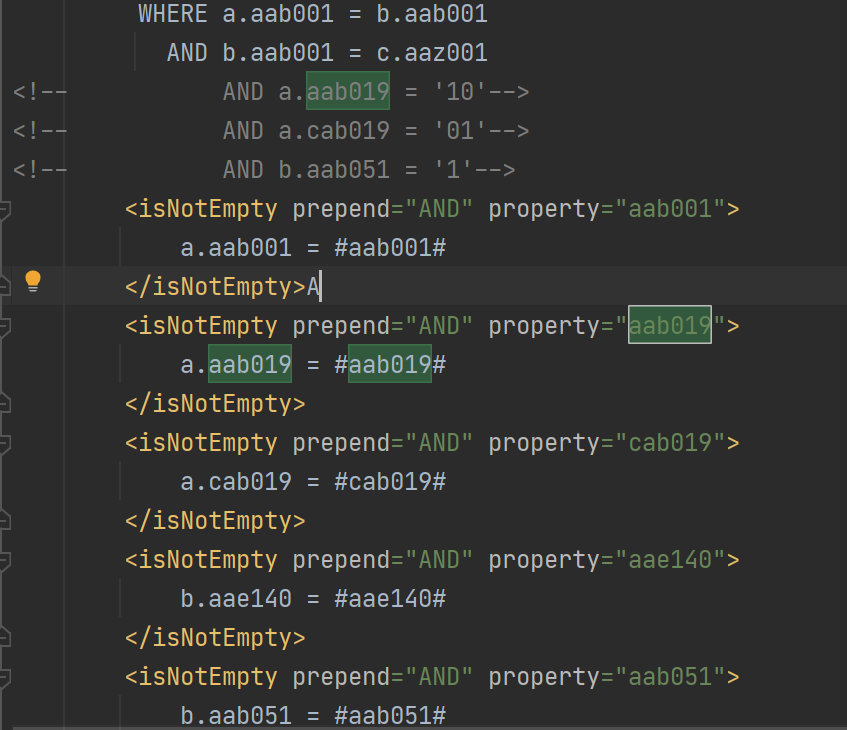 WHERE a.aab001 = b.aab001
AND b.aab001 = c.aaz001
<!-- AND a.aab019 = '10'-->
<!-- AND a.cab019 = '01'-->
<!-- AND b.aab051 = '1'-->
<isNotEmpty prepend="AND" property="aab001">
a.aab001 = #aab001#
</isNotEmpty>A
<isNotEmpty prepend="AND" property="aab019">
a.aab019 = #aab019#
</isNotEmpty>
<isNotEmpty prepend="AND" property="cab019">
a.cab019 = #cab019#
</isNotEmpty>
<isNotEmpty prepend="AND" property="aae140">
b.aae140 = #aae140#
</isNotEmpty>
<isNotEmpty prepend="AND" property="aab051">
b.aab051 = #aab051#